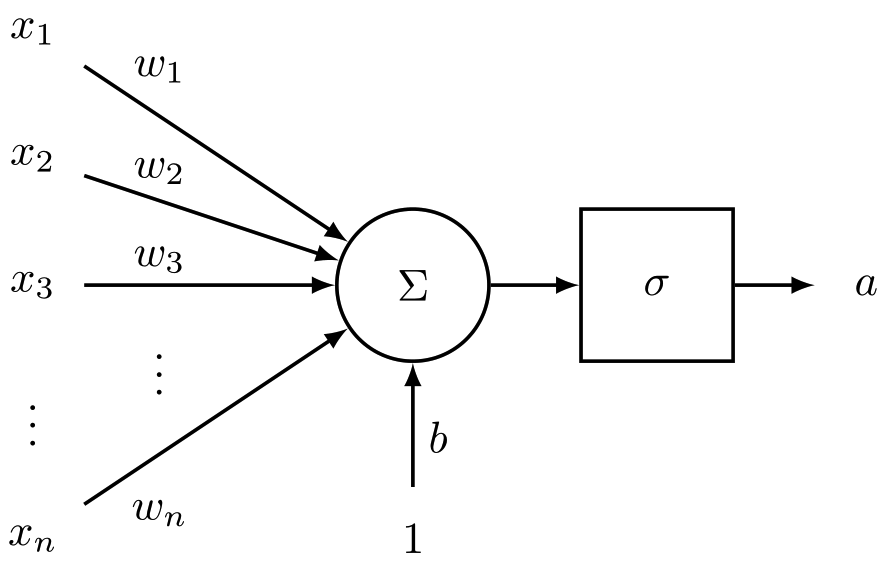 x₁
w₁
x₂
w₂
x₃
w₃
Σ
σ
a
⋮
⋮
b
xₙ
wₙ
1